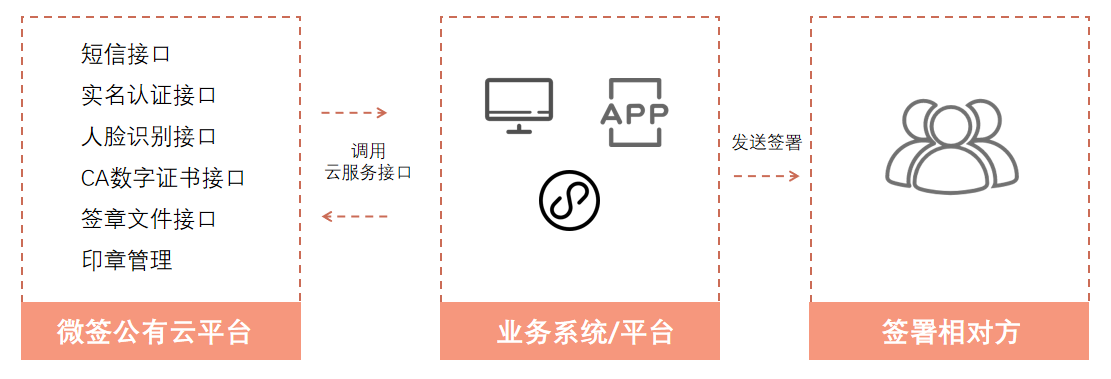 短信接口
实名认证接口
人脸识别接口
CA数字证书接口
签章文件接口
印章管理
微签公有云平台
调用
云服务接口
APP
业务系统/平台
发送签署
签署相对方